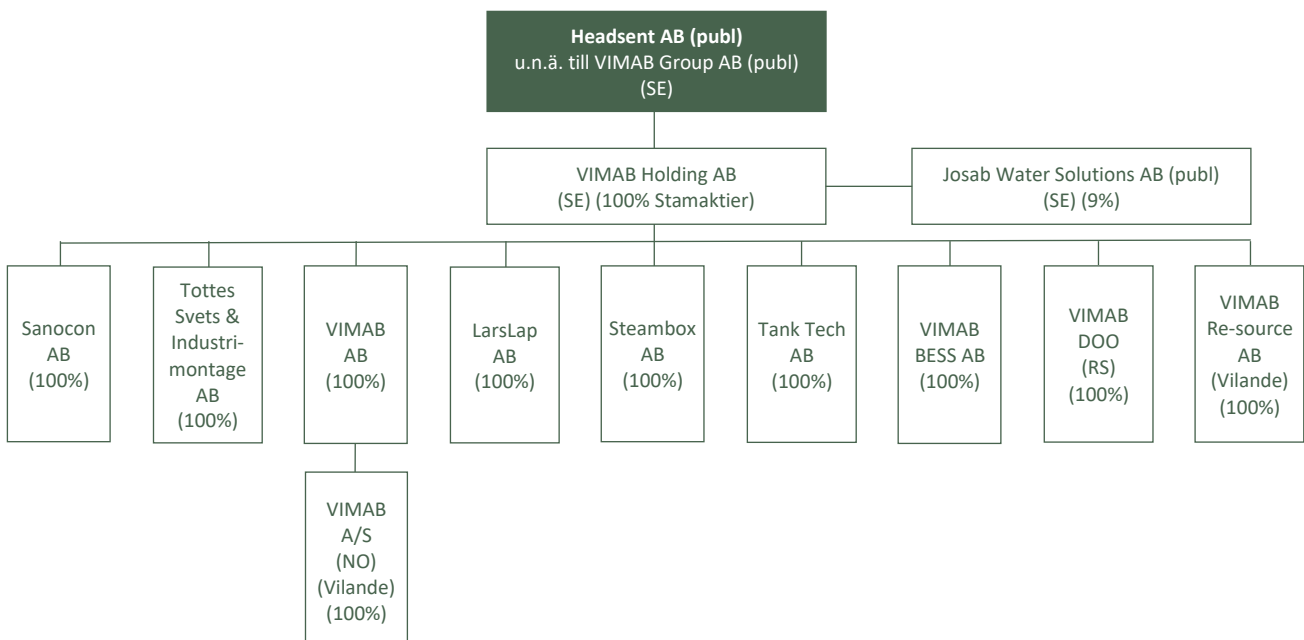 Headsent AB (publ)
u.n.ä. till VIMAB Group AB (publ)
(SE)
VIMAB Holding AB
(SE) (100% Stamaktier)
Josab Water Solutions AB (publ)
(SE) (9%)
Sanocon
AB
(100%)
Tottes
Svets &
Industri-
montage
AB
(100%)
VIMAB
AB
(100%)
LarsLap
AB
(100%)
Steambox
AB
(100%)
Tank Tech
AB
(100%)
VIMAB
BESS AB
(100%)
VIMAB
DOO
(RS)
(100%)
VIMAB
Re-source
AB
(Vilande)
(100%)
VIMAB
A/S
(NO)
(Vilande)
(100%)